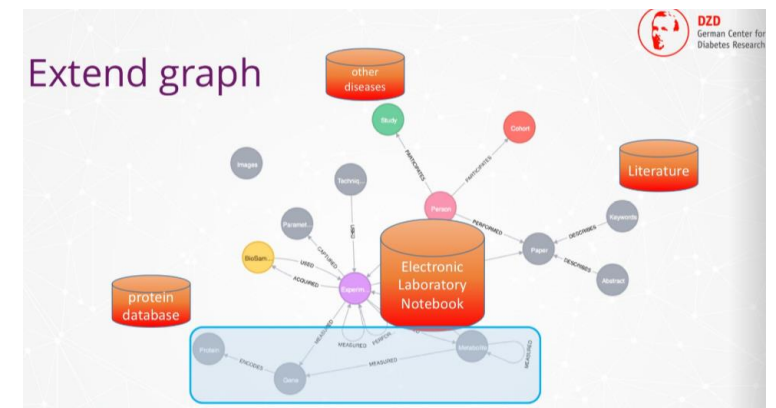 DZD
German Center for
Diabetes Research
Extend graph
other
diseases
Study
Cohort
Literature
Images
Techniq...
PARTICIPATES
PARTICIPATES
Person
Keywords
Paramet...
USED
PERFORMED
DESCRIBES
Paper
BioSam...
CAPTURED
USED
ACQUIRED
DESCRIBES
Abstract
Electronic
Laboratory
Notebook
Experim...
protein
database
MEASURED
MEASURED
PERFOR...
Protein
ENCODES
Gene
MEASURED
Metabolite
MEASURED